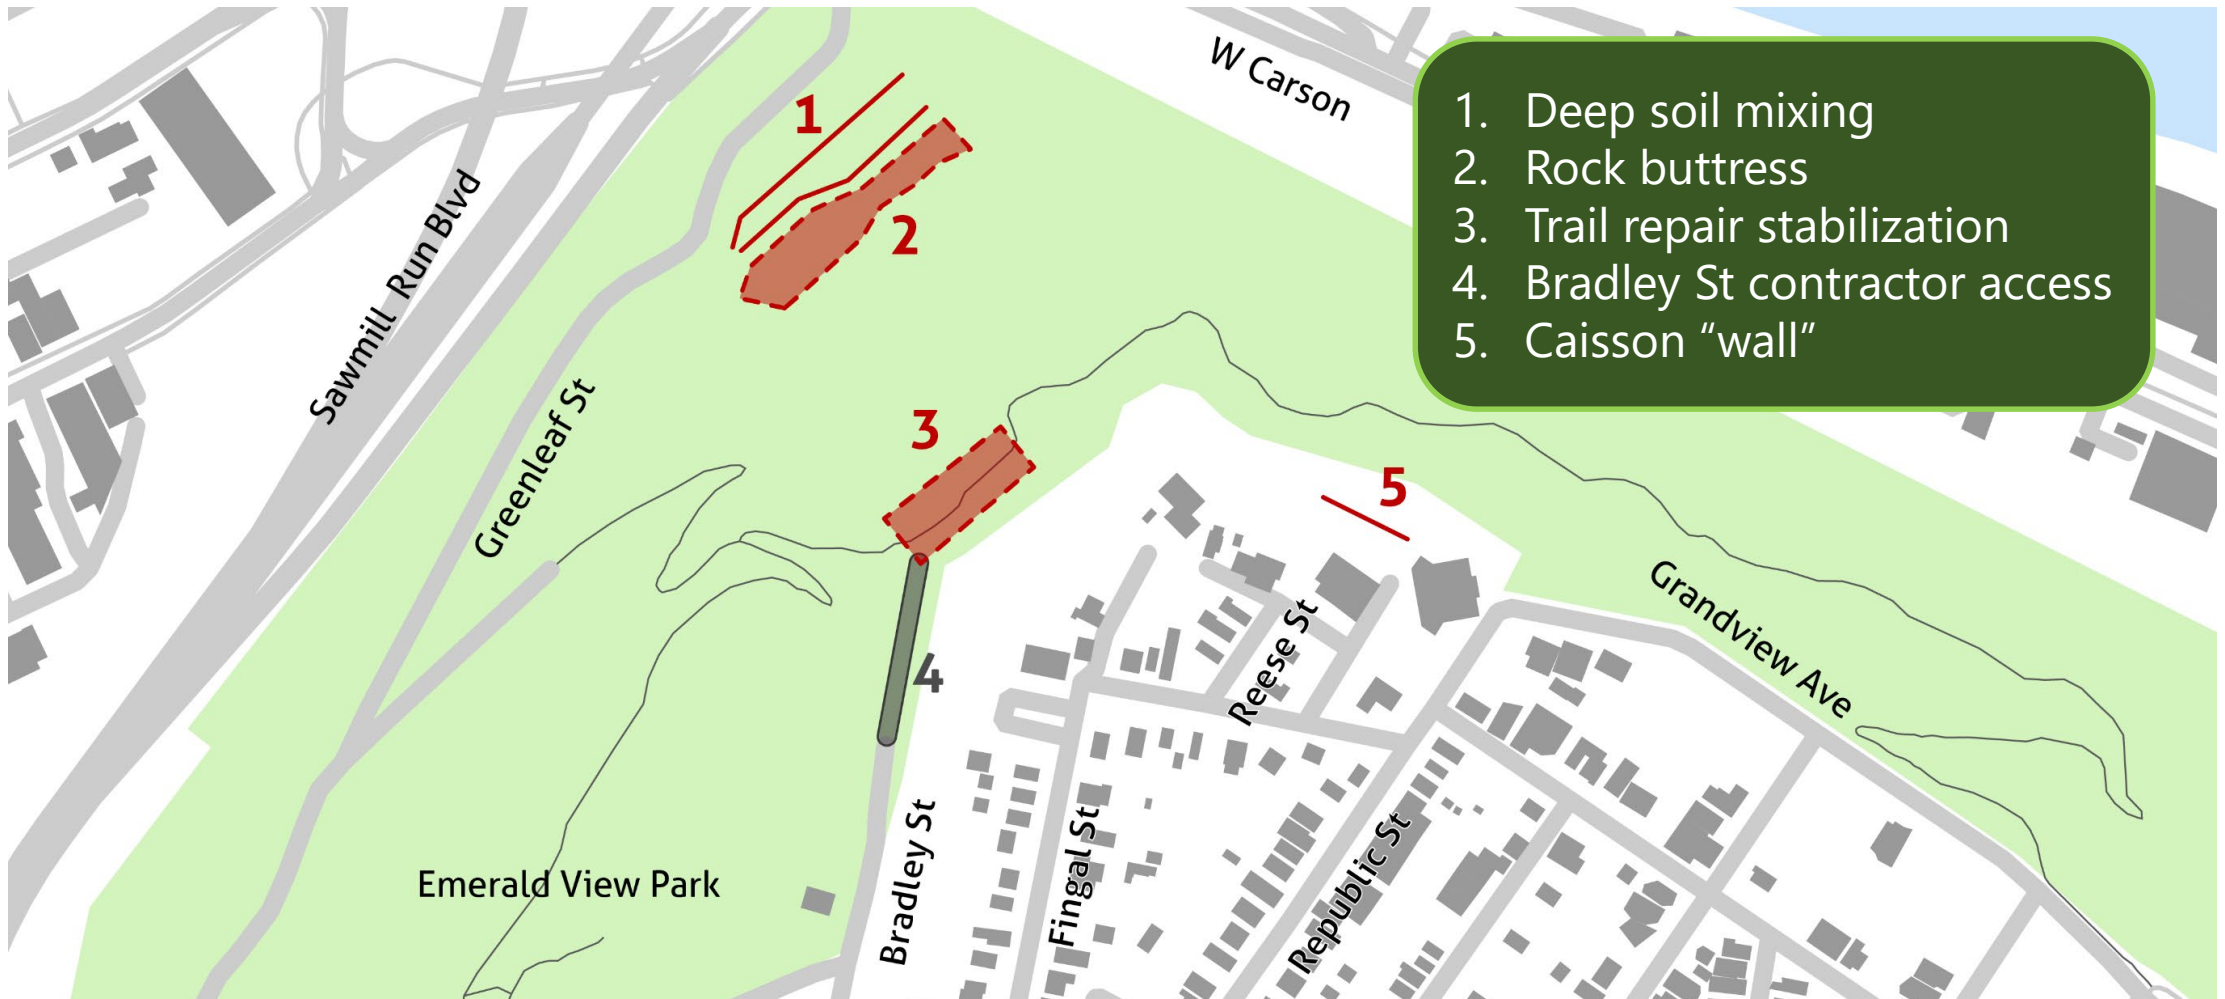 W Carson
1. Deep soil mixing
2. Rock buttress
3. Trail repair stabilization
4. Bradley St contractor access
5. Caisson “wall”
1
2
Sawmill Run Blvd
Greenleaf St
3
5
4
Reese St
Grandview Ave
Emerald View Park
Bradley St
Fingal St
Republic St